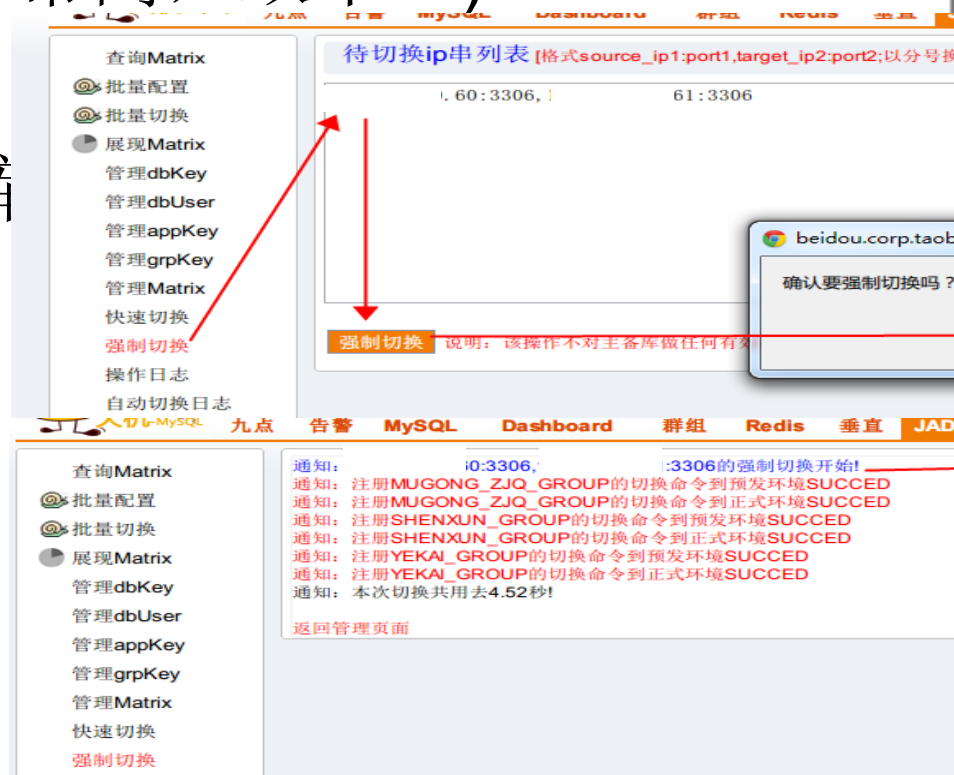 九点 告警 MySQL Dashboard 群组 Redis 垂直
查询Matrix
批量配置
批量切换
展现Matrix
管理dbKey
管理dbUser
管理appKey
管理grpKey
管理Matrix
快速切换
强制切换
操作日志
自动切换日志
待切换ip串列表 [格式source_ip1:port1,target_ip2:port2;以分号换
. 60:3306, 61:3306
强制切换 说明：该操作不对主备库做任何有效
beidou.corp.taob
确认要强制切换吗？
MySQL 九点 告警 MySQL Dashboard 群组 Redis 垂直 JAD
查询Matrix
批量配置
批量切换
展现Matrix
管理dbKey
管理dbUser
管理appKey
管理grpKey
管理Matrix
快速切换
强制切换
通知： 60:3306, :3306的强制切换开始!
通知：注册MUGONG_ZJQ_GROUP的切换命令到预发环境SUCCED
通知：注册MUGONG_ZJQ_GROUP的切换命令到正式环境SUCCED
通知：注册SHENXUN_GROUP的切换命令到预发环境SUCCED
通知：注册SHENXUN_GROUP的切换命令到正式环境SUCCED
通知：注册YEKAI_GROUP的切换命令到预发环境SUCCED
通知：注册YEKAI_GROUP的切换命令到正式环境SUCCED
通知：本次切换共用去4.52秒!
返回管理页面